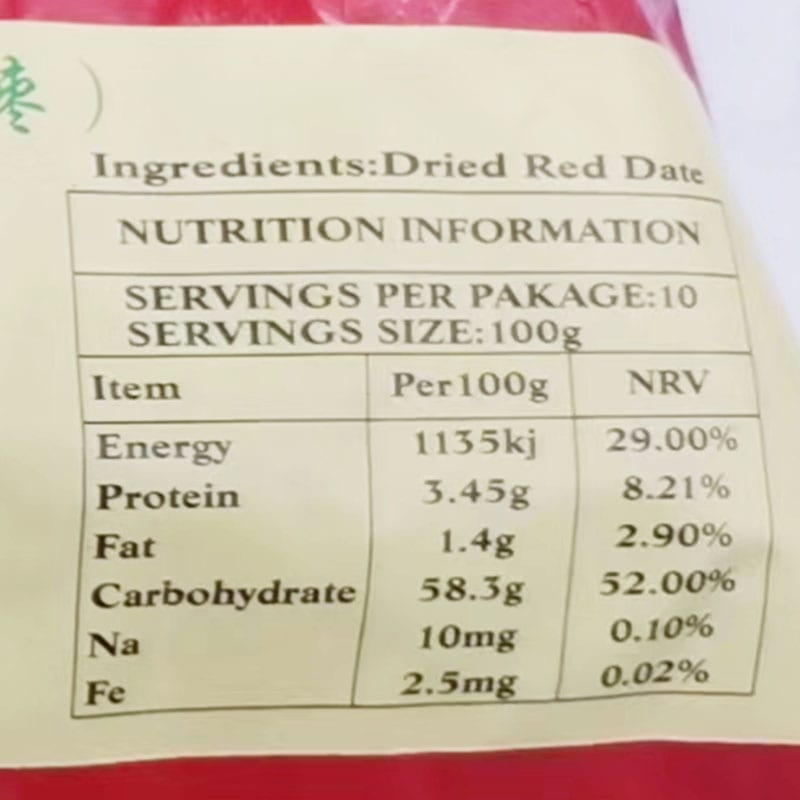 枣）
Ingredients:Dried Red Date
NUTRITION INFORMATION
SERVINGS PER PAKAGE:10
SERVINGS SIZE:100g
Item Per100g NRV
Energy 1135kj 29.00%
Protein 3.45g 8.21%
Fat 1.4g 2.90%
Carbohydrate 58.3g 52.00%
Na 10mg 0.10%
Fe 2.5mg 0.02%